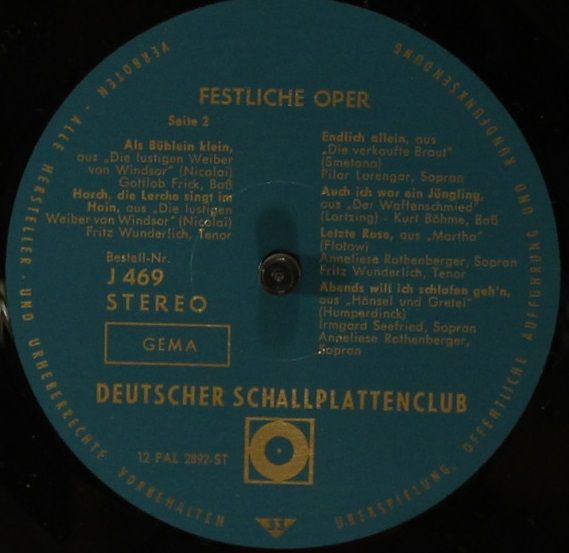 FESTLICHE OPER
Seite 2
Als Büblein klein,
aus „Die lustigen Weiber
von Windsor" (Nicolai)
Gottlob Frick, Baß
Horch, die Lerche singt im
Hain, aus „Die lustigen
Weiber von Windsor" (Nicolai)
Fritz Wunderlich, Tenor
Bestell-Nr.
J 469
STEREO
GEMA
Endlich allein, aus
„Die verkaufte Braut"
(Smetana)
Pilar Lorengar, Sopran
Auch ich war ein Jüngling,
aus „Der Waffenschmied"
(Lortzing) - Kurt Böhme, Baß
Letzte Rose, aus „Martha"
(Flotow)
Anneliese Rothenberger, Sopran
Fritz Wunderlich, Tenor
Abends will ich schlafen geh'n,
aus „Hänsel und Gretel"
(Humperdinck)
Irmgard Seefried, Sopran
Anneliese Rothenberger,
Sopran
DEUTSCHER SCHALLPLATTENCLUB
12 PAL 2892-ST
33
ALLE HERSTELLER- UND URHEBERRECHTE VORBEHALTEN
ÜBERSPIELUNG, ÖFFENTLICHE AUFFÜHRUNG UND RUNDFUNKSENDUNG VERBOTEN -